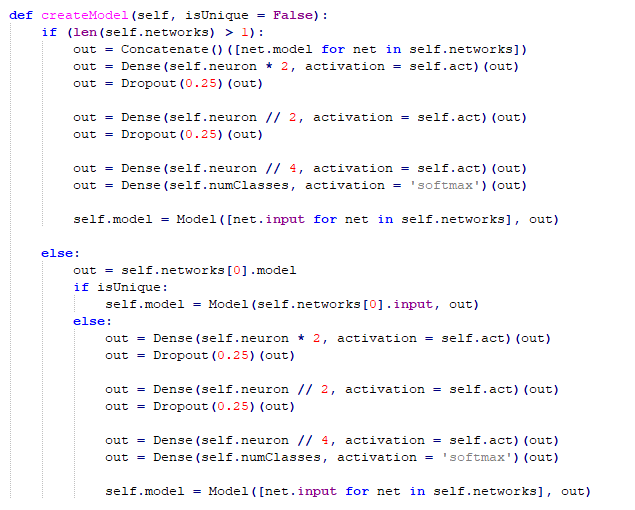 def createModel(self, isUnique = False):
    if (len(self.networks) > 1):
        out = Concatenate()([net.model for net in self.networks])
        out = Dense(self.neuron * 2, activation = self.act)(out)
        out = Dropout(0.25)(out)

        out = Dense(self.neuron // 2, activation = self.act)(out)
        out = Dropout(0.25)(out)

        out = Dense(self.neuron // 4, activation = self.act)(out)
        out = Dense(self.numClasses, activation = 'softmax')(out)

        self.model = Model([net.input for net in self.networks], out)

    else:
        out = self.networks[0].model
        if isUnique:
            self.model = Model(self.networks[0].input, out)
        else:
            out = Dense(self.neuron * 2, activation = self.act)(out)
            out = Dropout(0.25)(out)

            out = Dense(self.neuron // 2, activation = self.act)(out)
            out = Dropout(0.25)(out)

            out = Dense(self.neuron // 4, activation = self.act)(out)
            out = Dense(self.numClasses, activation = 'softmax')(out)

            self.model = Model([net.input for net in self.networks], out)